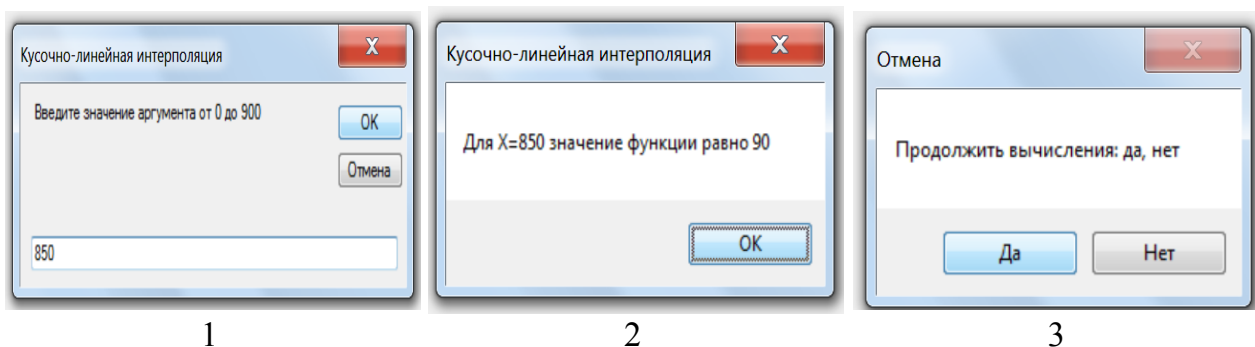 Кусочно-линейная интерполяция
X
Введите значение аргумента от 0 до 900
OK
Отмена
850
1
Кусочно-линейная интерполяция
X
Для X=850 значение функции равно 90
OK
2
Отмена
X
Продолжить вычисления: да, нет
Да
Нет
3